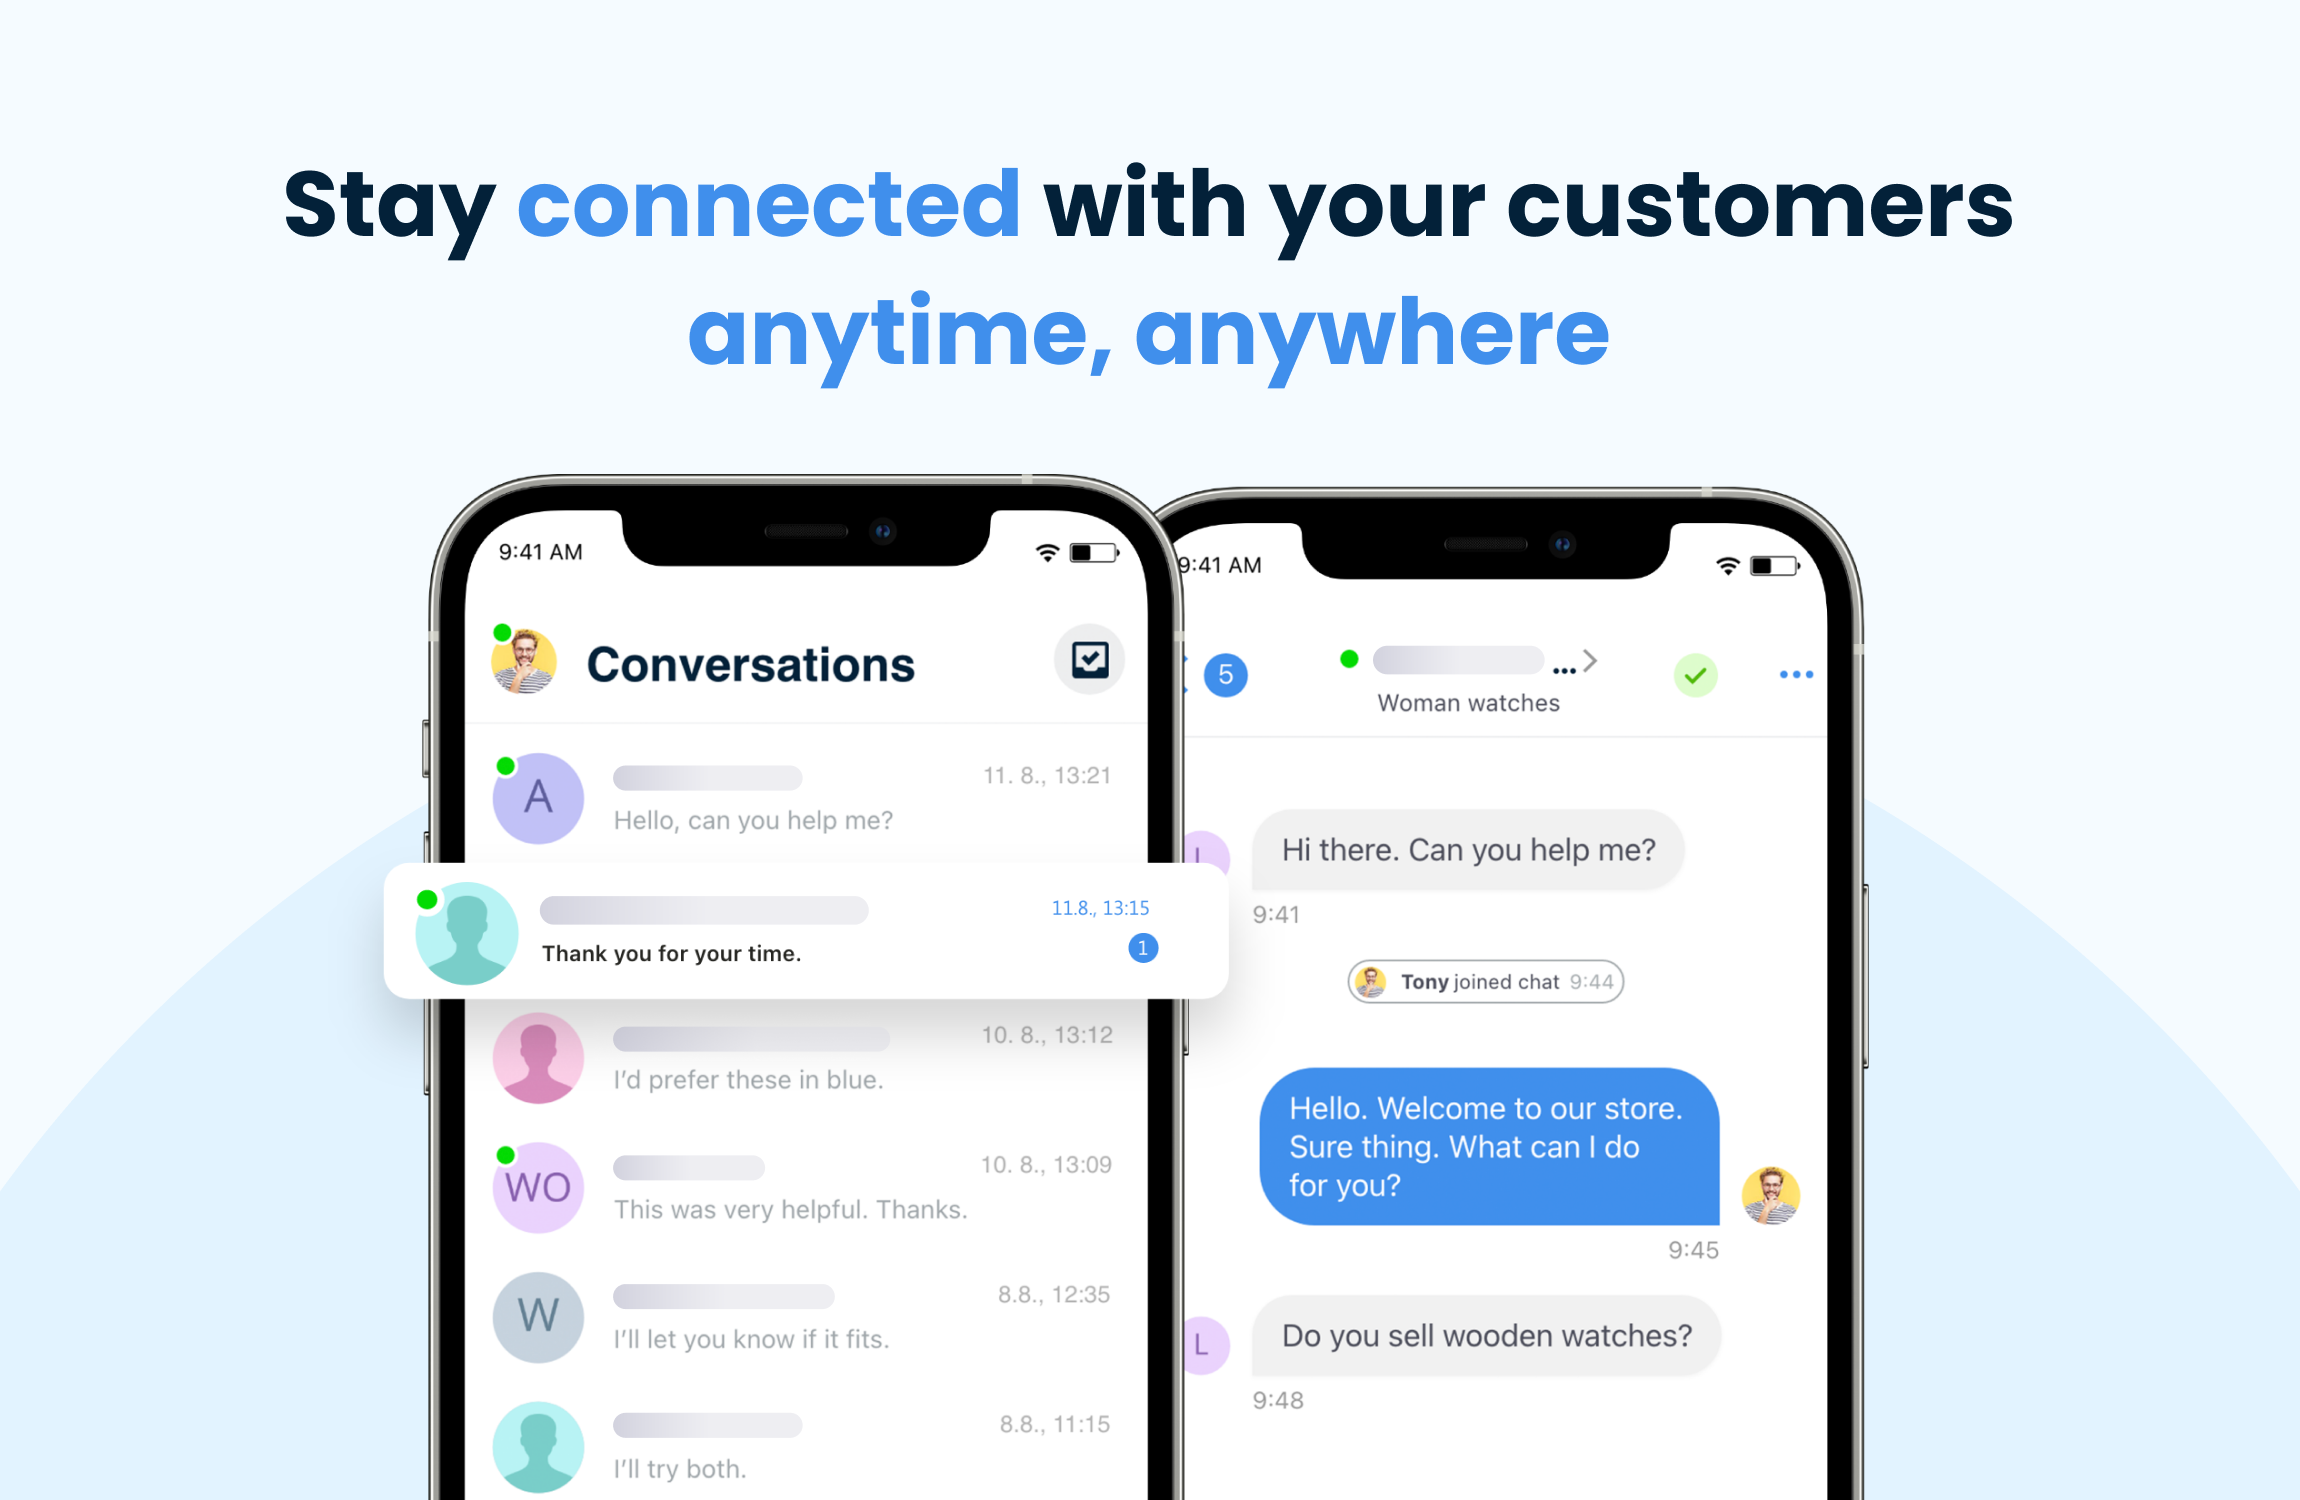 Stay connected with your customers
anytime, anywhere
9:41 AM
Conversations
A
11. 8., 13:21
Hello, can you help me?
11.8., 13:15
Thank you for your time.
1
10. 8., 13:12
I'd prefer these in blue.
WO
10. 8., 13:09
This was very helpful. Thanks.
W
8.8., 12:35
I'll let you know if it fits.
8.8., 11:15
I'll try both.
9:41 AM
5
...
Woman watches
L
Hi there. Can you help me?
9:41
Tony joined chat 9:44
Hello. Welcome to our store.
Sure thing. What can I do
for you?
9:45
L
Do you sell wooden watches?
9:48